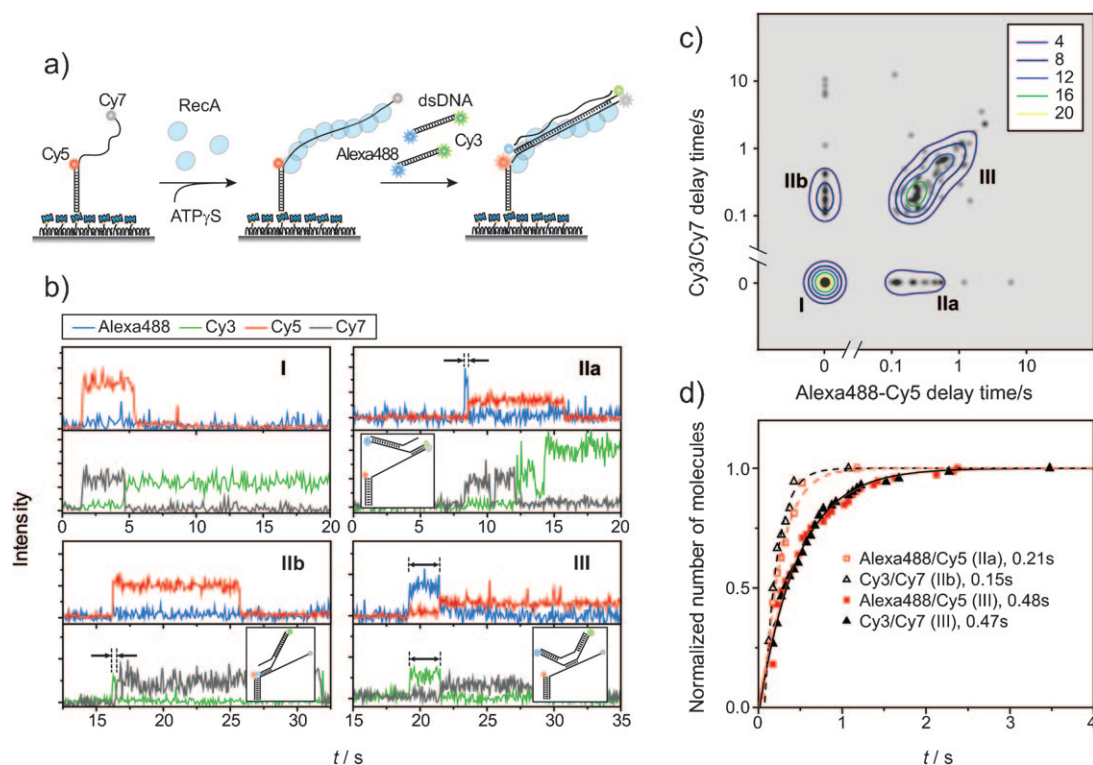 a)
Cy7
RecA
Cy5
ATPγS
dsDNA
Cy3
Alexa488
b)
Alexa488 Cy3 Cy5 Cy7
I
IIa
0 5 10 15 20
0 5 10 15 20
IIb
III
15 20 25 30
15 20 25 30 35
Intensity
t / s
c)
4
8
12
16
20
Cy3/Cy7 delay time/s
10
1
0.1
0
IIb
III
I
IIa
0 0.1 1 10
Alexa488-Cy5 delay time/s
d)
Normalized number of molecules
1.0
0.5
0.0
Alexa488/Cy5 (IIa), 0.21s
Cy3/Cy7 (IIb), 0.15s
Alexa488/Cy5 (III), 0.48s
Cy3/Cy7 (III), 0.47s
0 1 2 3 4
t / s